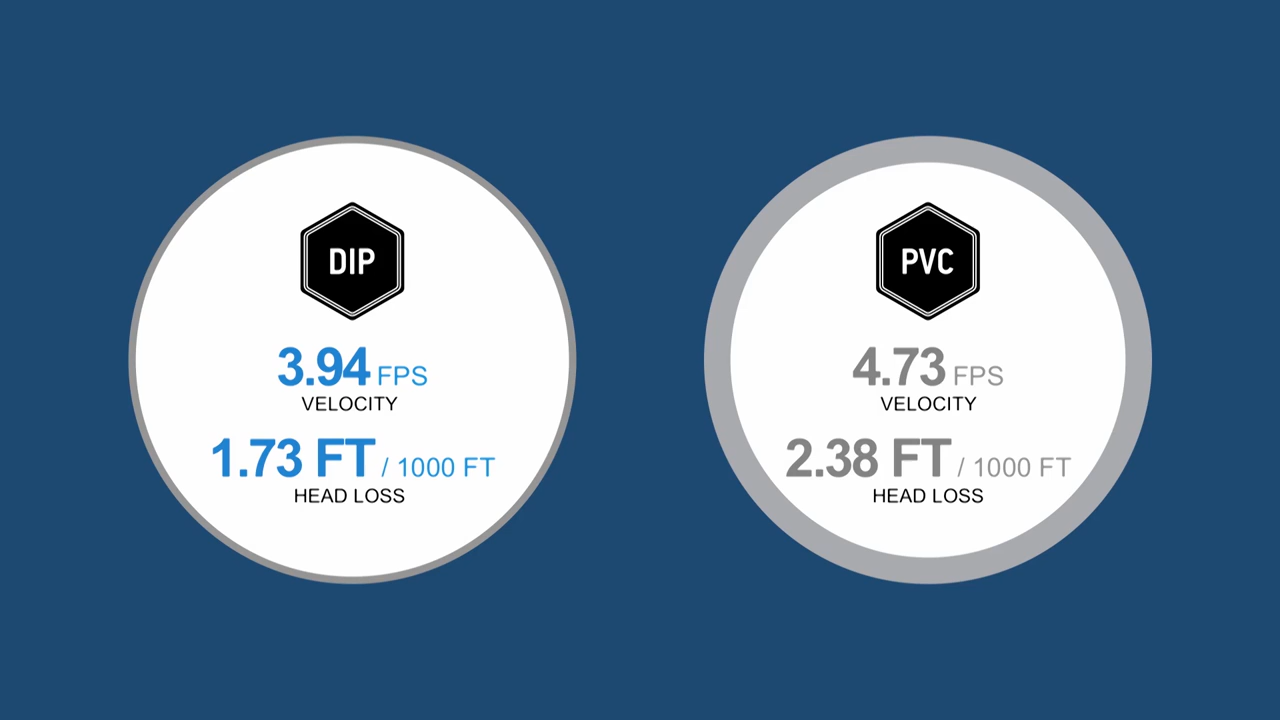 DIP
3.94 FPS
VELOCITY
1.73 FT / 1000 FT
HEAD LOSS
PVC
4.73 FPS
VELOCITY
2.38 FT / 1000 FT
HEAD LOSS